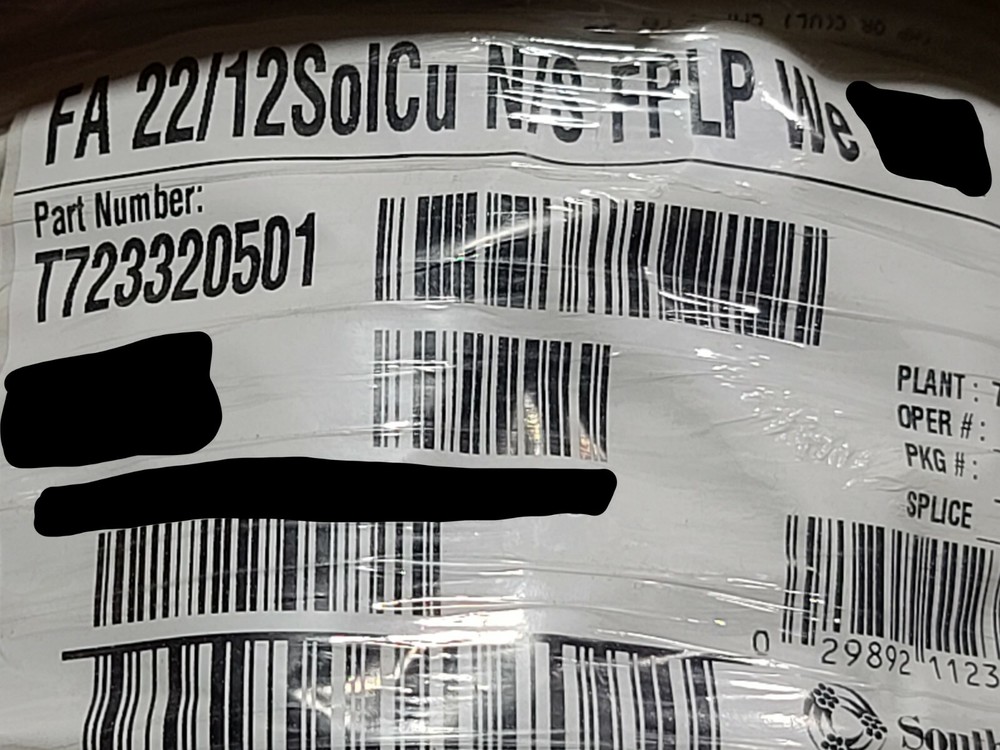 FA 22/12SolCu N/S FPLP We
Part Number:
T723320501
PLANT :
OPER # :
PKG # :
SPLICE
0 29892 1123